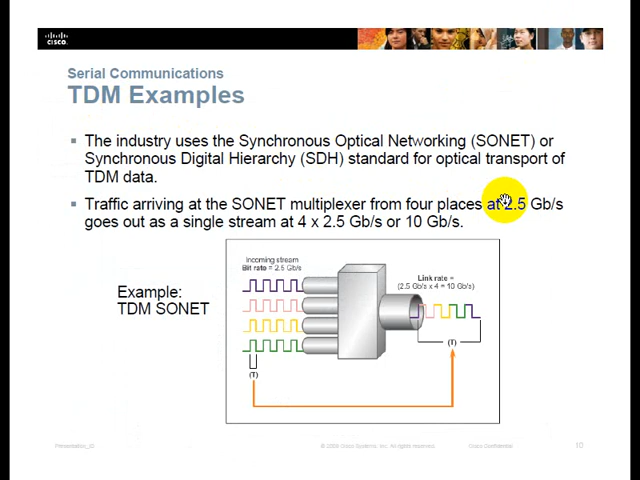 CISCO
Serial Communications
TDM Examples
The industry uses the Synchronous Optical Networking (SONET) or
Synchronous Digital Hierarchy (SDH) standard for optical transport of
TDM data.
Traffic arriving at the SONET multiplexer from four places at 2.5 Gb/s
goes out as a single stream at 4 x 2.5 Gb/s or 10 Gb/s.
Example:
TDM SONET
Incoming stream
Bit rate = 2.5 Gb/s
Link rate =
(2.5 Gb/s x 4 = 10 Gb/s)
(T)
(T)
Presentation_ID
Cisco Systems, Inc. All rights reserved.
Cisco Confidential
10